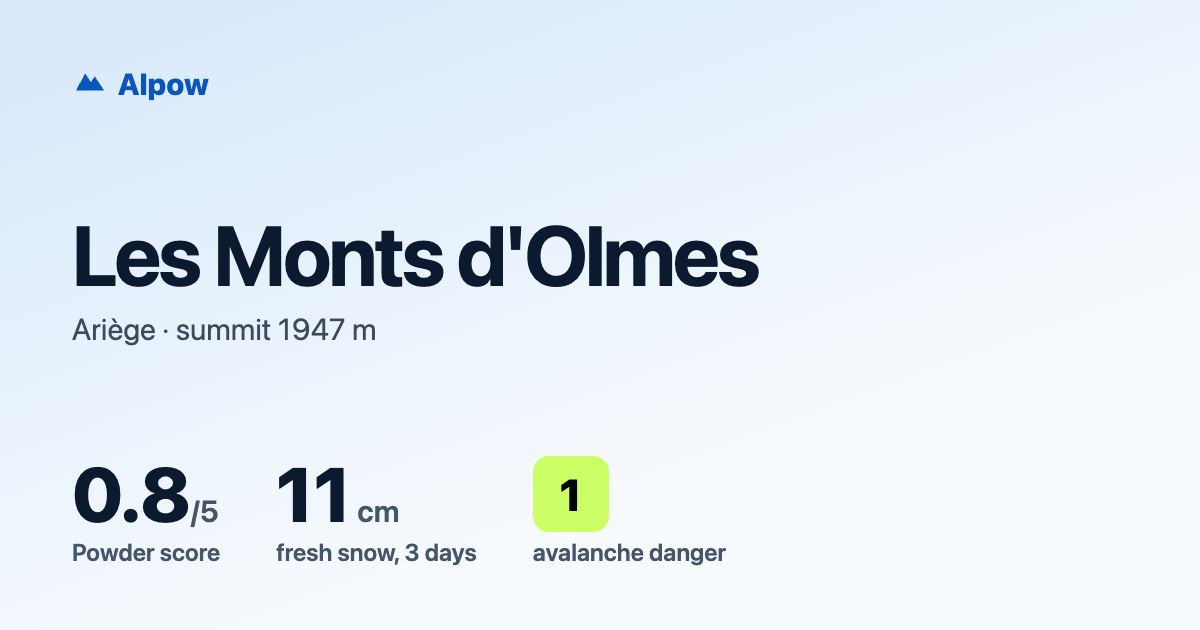 Alpow
Les Monts d'Olmes
Ariège · summit 1947 m
0.8/5
Powder score
11 cm
fresh snow, 3 days
1
avalanche danger